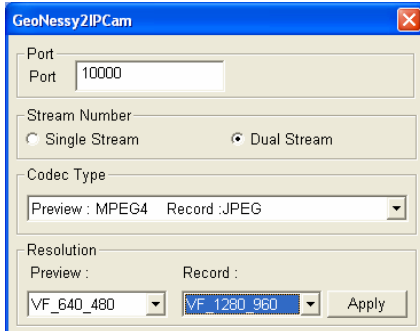 GeoNessy2IPCam
Port
Port 10000
Stream Number
Single Stream Dual Stream
Codec Type
Preview : MPEG4 Record :JPEG
Resolution
Preview : Record :
VF_640_480 VF_1280_960 Apply